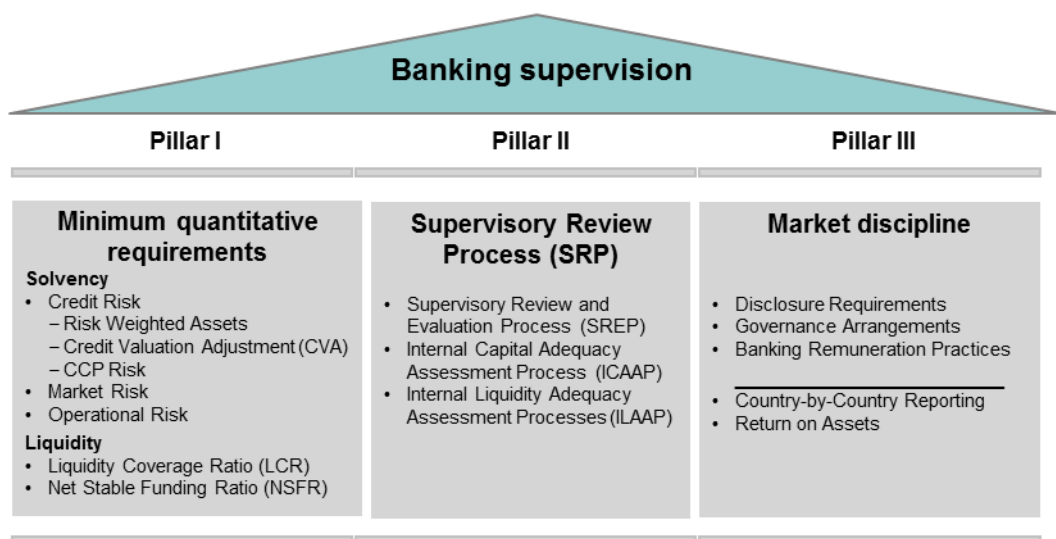 Banking supervision
Pillar I
Pillar II
Pillar III
Minimum quantitative
requirements
Solvency
• Credit Risk
– Risk Weighted Assets
– Credit Valuation Adjustment (CVA)
– CCP Risk
• Market Risk
• Operational Risk
Liquidity
• Liquidity Coverage Ratio (LCR)
• Net Stable Funding Ratio (NSFR)
Supervisory Review
Process (SRP)
• Supervisory Review and
Evaluation Process (SREP)
• Internal Capital Adequacy
Assessment Process (ICAAP)
• Internal Liquidity Adequacy
Assessment Processes (ILAAP)
Market discipline
• Disclosure Requirements
• Governance Arrangements
• Banking Remuneration Practices
• Country-by-Country Reporting
• Return on Assets